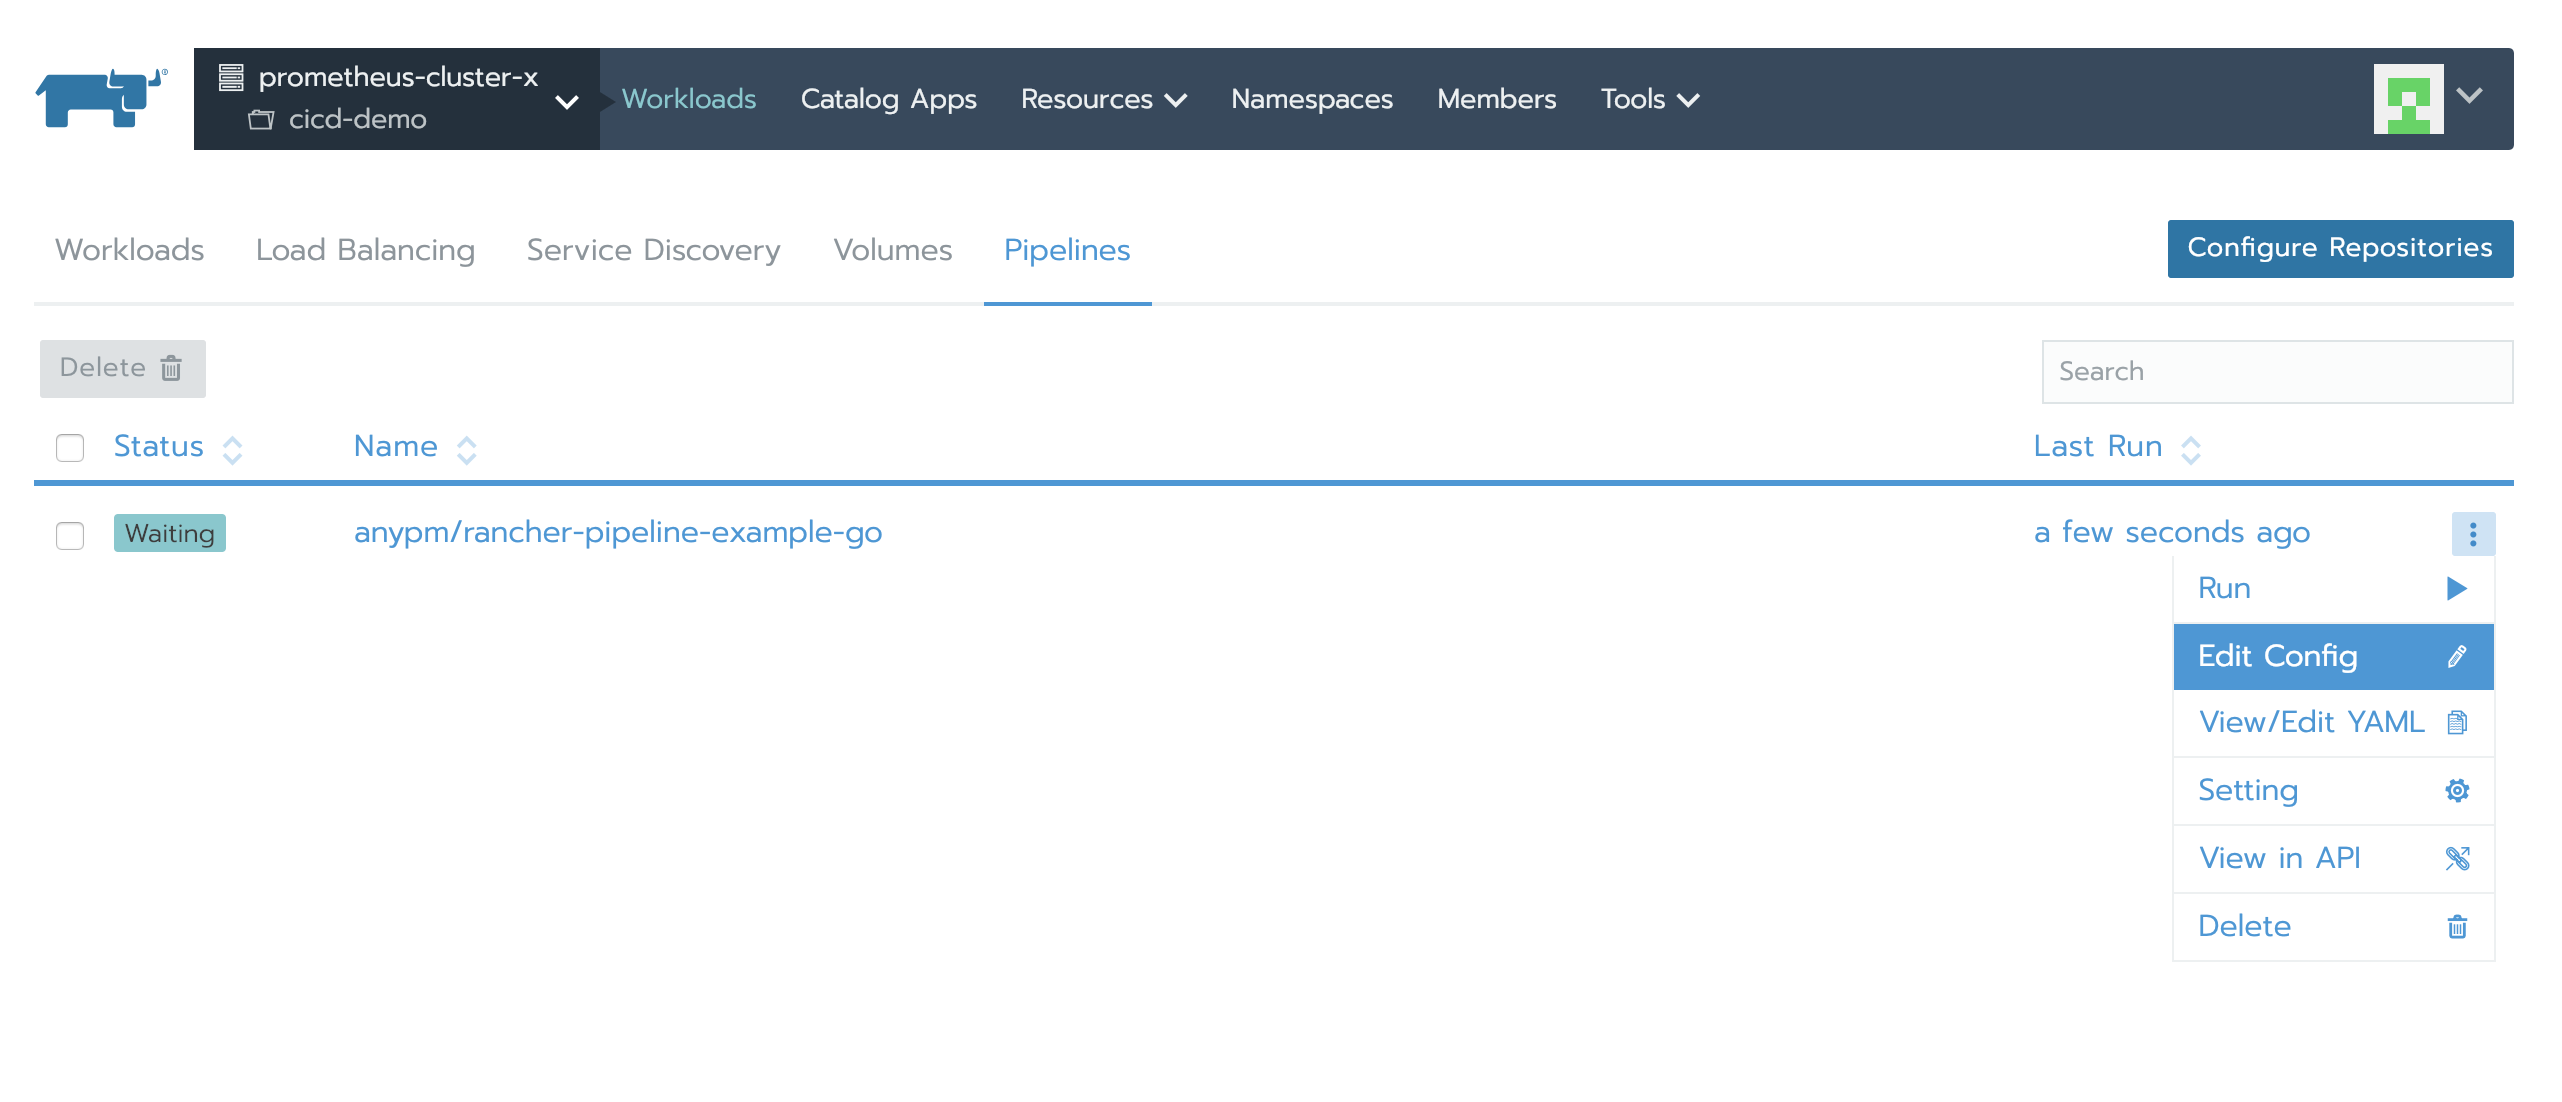 prometheus-cluster-x
cicd-demo
Workloads Catalog Apps Resources Namespaces Members Tools
Workloads Load Balancing Service Discovery Volumes Pipelines Configure Repositories
Delete Search
Status Name Last Run
Waiting anypm/rancher-pipeline-example-go a few seconds ago
Run
Edit Config
View/Edit YAML
Setting
View in API
Delete